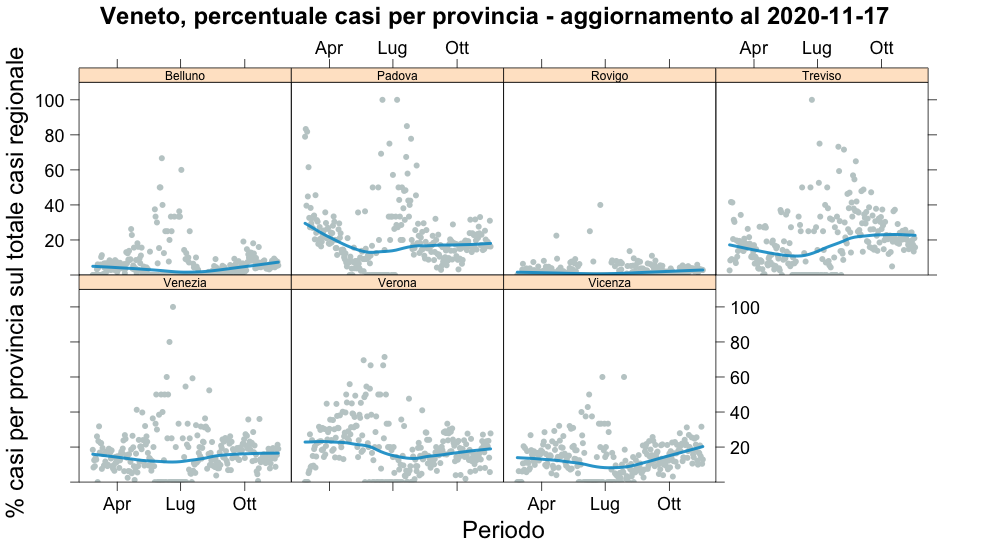 Veneto, percentuale casi per provincia - aggiornamento al 2020-11-17
Apr Lug Ott Apr Lug Ott
Belluno Padova Rovigo Treviso
100
80
60
40
20
Venezia Verona Vicenza
100
80
60
40
20
Apr Lug Ott Apr Lug Ott
Periodo
% casi per provincia sul totale casi regionale